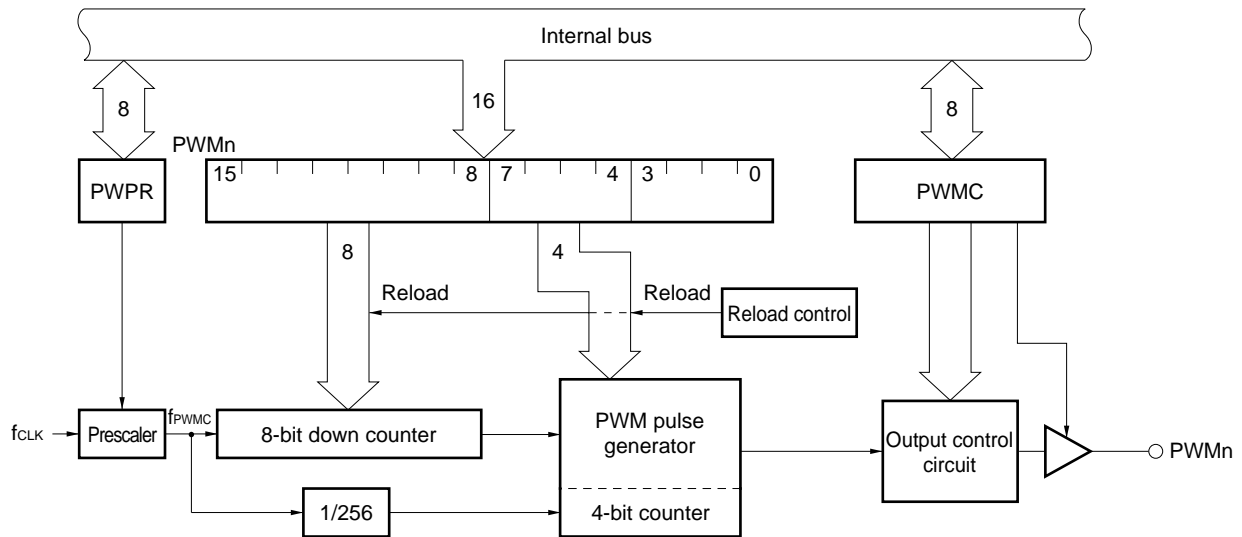 Internal bus
8
16
8
PWMn
PWPR
15 8 7 4 3 0
PWMC
8
4
Reload
Reload
Reload control
fCLK
Prescaler
fPWMC
8-bit down counter
PWM pulse
generator
Output control
circuit
PWMn
1/256
4-bit counter